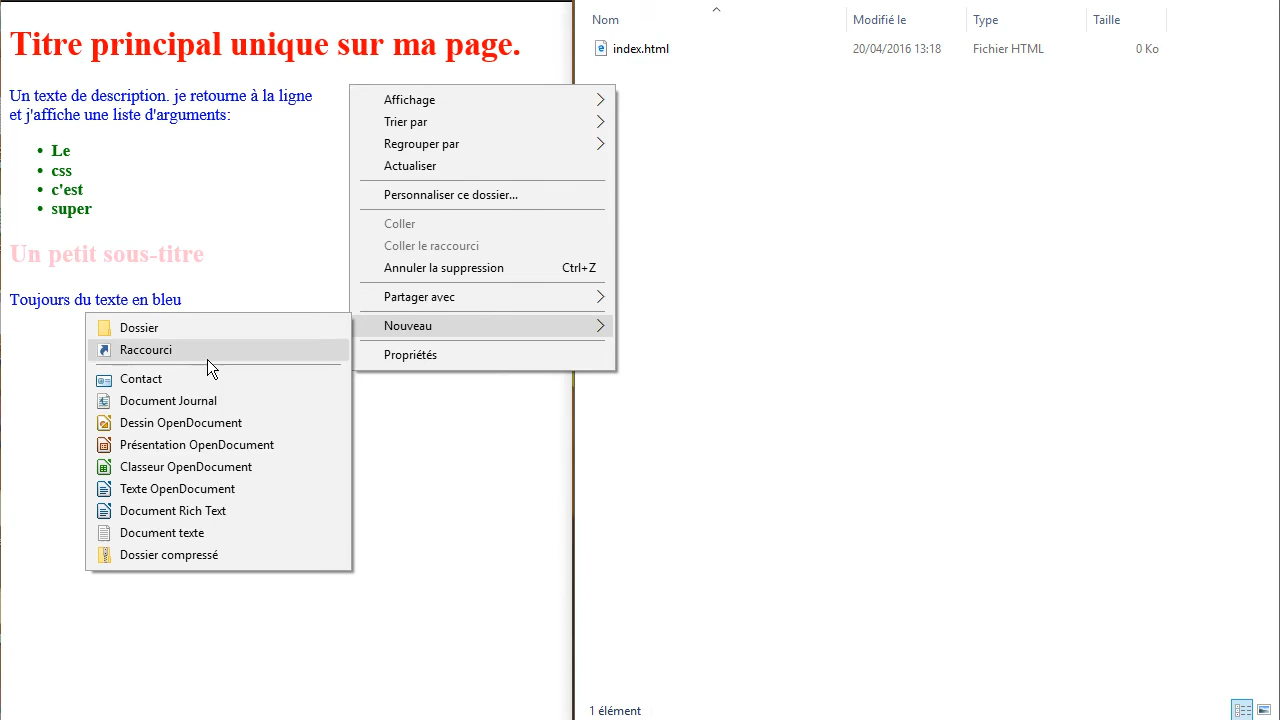 Titre principal unique sur ma page.
Un texte de description. je retourne à la ligne
et j'affiche une liste d'arguments:
• Le
• css
• c'est
• super
Un petit sous-titre
Toujours du texte en bleu
Nom Modifié le Type Taille
index.html 20/04/2016 13:18 Fichier HTML 0 Ko
Affichage
Trier par
Regrouper par
Actualiser
Personnaliser ce dossier...
Coller
Coller le raccourci
Annuler la suppression Ctrl+Z
Partager avec
Nouveau
Propriétés
Dossier
Raccourci
Contact
Document Journal
Dessin OpenDocument
Présentation OpenDocument
Classeur OpenDocument
Texte OpenDocument
Document Rich Text
Document texte
Dossier compressé
1 élément